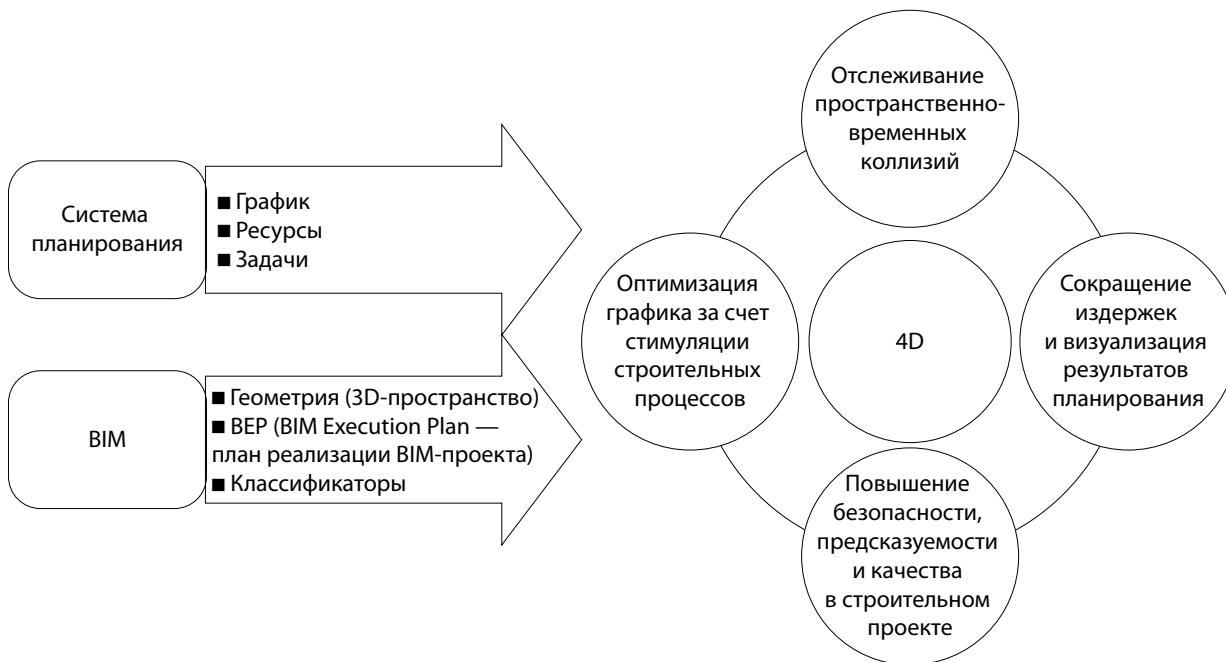 Система
планирования
■ График
■ Ресурсы
■ Задачи
BIM
■ Геометрия (3D-пространство)
■ BEP (BIM Execution Plan —
план реализации BIM-проекта)
■ Классификаторы
Отслеживание
пространственно-
временных
коллизий
Оптимизация
графика за счет
стимуляции
строительных
процессов
4D
Сокращение
издержек
и визуализация
результатов
планирования
Повышение
безопасности,
предсказуемости
и качества
в строительном
проекте